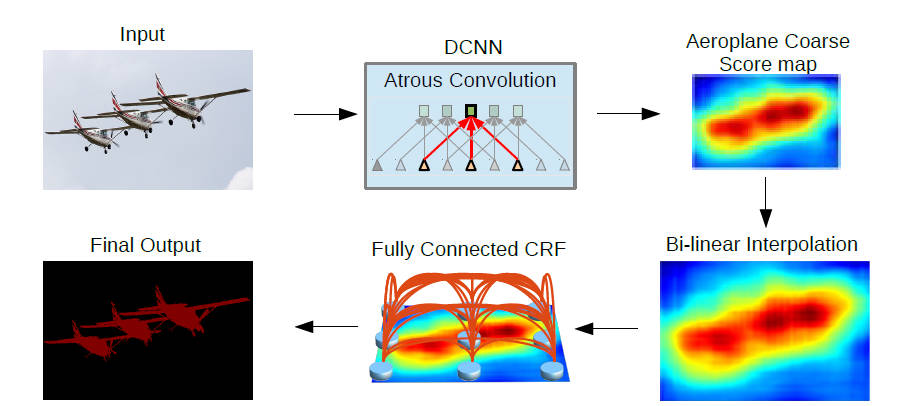 Input
DCNN
Atrous Convolution
Aeroplane Coarse
Score map
Bi-linear Interpolation
Fully Connected CRF
Final Output